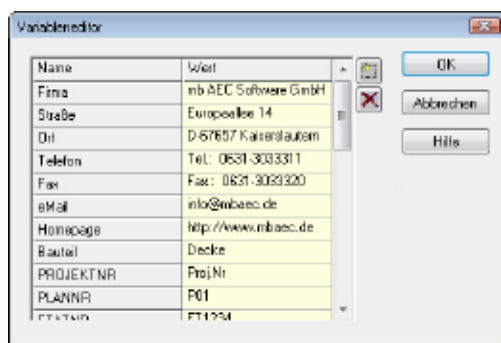 Variableneditor
Name Wert
Firma mb AEC Software GmbH
Straße Europaallee 14
Ort D-67657 Kaiserslautern
Telefon Tel.: 0631-3033311
Fax Fax: 0631-3033320
eMail info@mbaec.de
Homepage http://www.mbaec.de
Bauteil Decke
PROJEKTNR Proj.Nr
PLANNR P01
ET1234
OK
Abbrechen
Hilfe